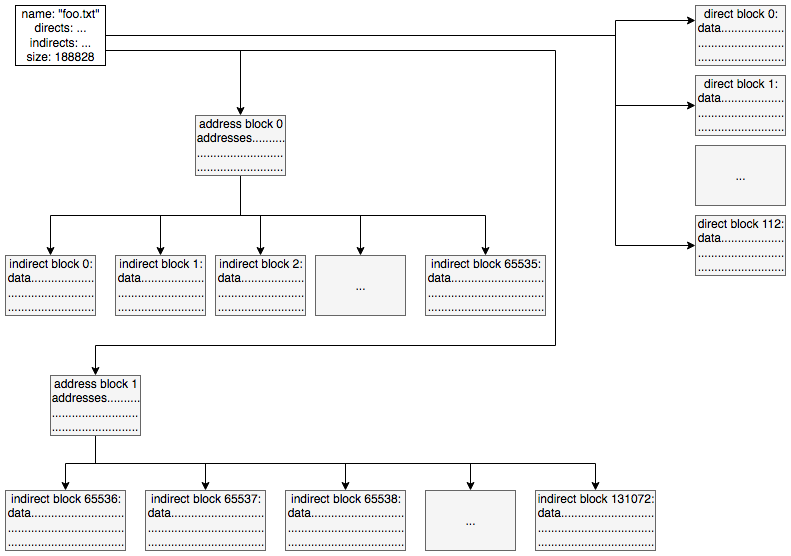 name: "foo.txt"
directs: ...
indirects: ...
size: 188828
direct block 0:
data...................
..........................
..........................
direct block 1:
data...................
..........................
..........................
...
direct block 112:
data...................
..........................
..........................
address block 0
addresses..........
..........................
..........................
indirect block 0:
data...................
..........................
..........................
indirect block 1:
data...................
..........................
..........................
indirect block 2:
data...................
..........................
..........................
...
indirect block 65535:
data............................
...................................
...................................
address block 1
addresses..........
..........................
..........................
indirect block 65536:
data............................
...................................
...................................
indirect block 65537:
data............................
...................................
...................................
indirect block 65538:
data............................
...................................
...................................
...
indirect block 131072:
data............................
...................................
...................................